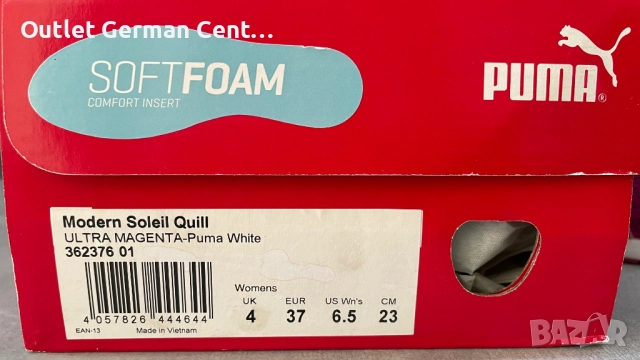 Outlet German Cent...
SOFTFOAM
COMFORT INSERT
PUMA®
Modern Soleil Quill
ULTRA MAGENTA-Puma White
362376 01
Womens
UK EUR US Wn's CM
4 37 6.5 23
4 057826 444644
EAN-13 Made in Vietnam
BAZAR